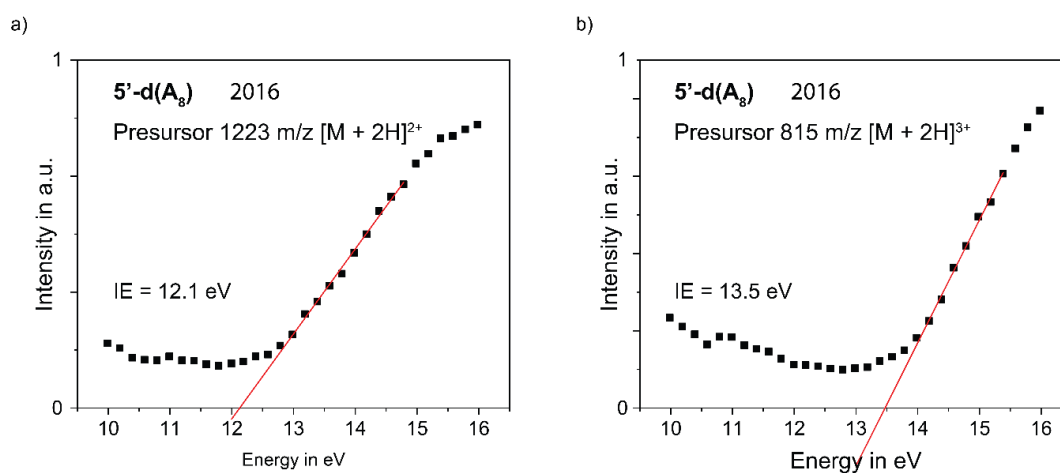 a)
1
5'-d(A₈) 2016
Presursor 1223 m/z [M + 2H]²⁺
Intensity in a.u.
IE = 12.1 eV
0
10 11 12 13 14 15 16
Energy in eV
b)
1
5'-d(A₈) 2016
Presursor 815 m/z [M + 2H]³⁺
Intensity in a.u.
IE = 13.5 eV
0
10 11 12 13 14 15 16
Energy in eV